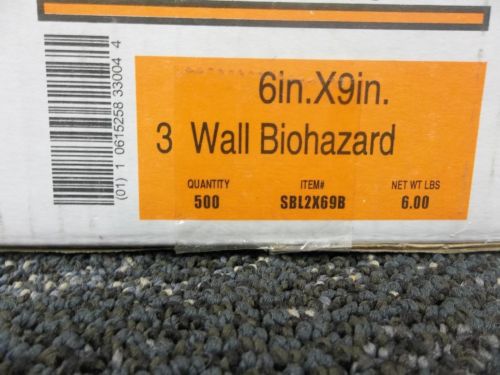 6in.X9in.
3 Wall Biohazard
QUANTITY ITEM# NET WT LBS
500 SBL2X69B 6.00
(01) 1 0615258 33004 4